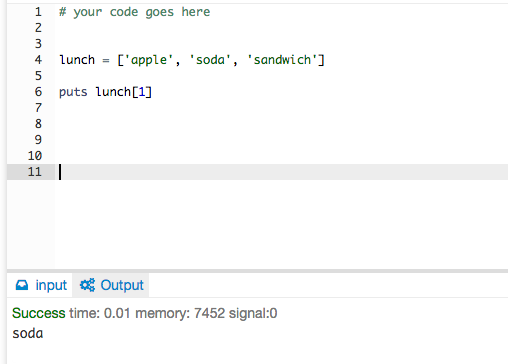 1 # your code goes here
2
3
4 lunch = ['apple', 'soda', 'sandwich']
5
6 puts lunch[1]
7
8
9
10
11
input Output
Success time: 0.01 memory: 7452 signal:0
soda